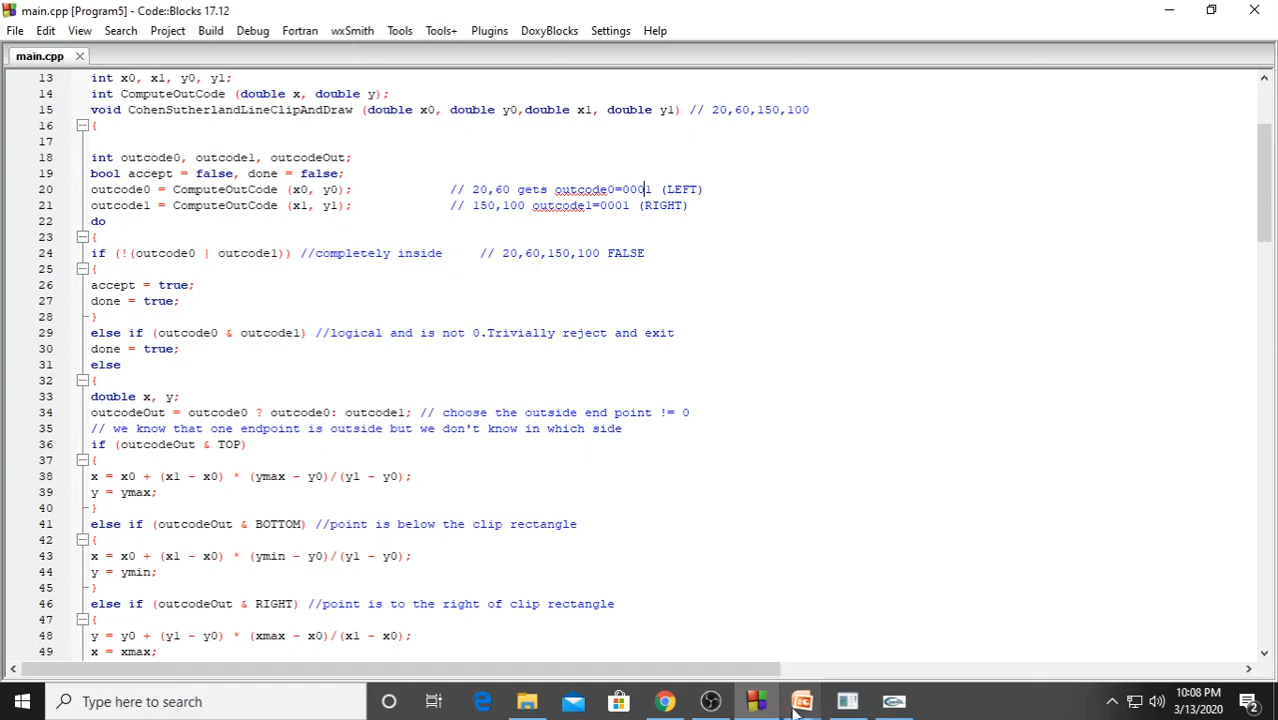 main.cpp [Program5] - Code::Blocks 17.12
File Edit View Search Project Build Debug Fortran wxSmith Tools Tools+ Plugins DoxyBlocks Settings Help
main.cpp
13 int x0, x1, y0, y1;
14 int ComputeOutCode (double x, double y);
15 void CohenSutherlandLineClipAndDraw (double x0, double y0,double x1, double y1) // 20,60,150,100
16 {
17
18 int outcode0, outcode1, outcodeOut;
19 bool accept = false, done = false;
20 outcode0 = ComputeOutCode (x0, y0); // 20,60 gets outcode0=0001 (LEFT)
21 outcode1 = ComputeOutCode (x1, y1); // 150,100 outcode1=0001 (RIGHT)
22 do
23 {
24 if (!(outcode0 | outcode1)) //completely inside // 20,60,150,100 FALSE
25 {
26 accept = true;
27 done = true;
28 }
29 else if (outcode0 & outcode1) //logical and is not 0.Trivially reject and exit
30 done = true;
31 else
32 {
33 double x, y;
34 outcodeOut = outcode0 ? outcode0: outcode1; // choose the outside end point != 0
35 // we know that one endpoint is outside but we don't know in which side
36 if (outcodeOut & TOP)
37 {
38 x = x0 + (x1 - x0) * (ymax - y0)/(y1 - y0);
39 y = ymax;
40 }
41 else if (outcodeOut & BOTTOM) //point is below the clip rectangle
42 {
43 x = x0 + (x1 - x0) * (ymin - y0)/(y1 - y0);
44 y = ymin;
45 }
46 else if (outcodeOut & RIGHT) //point is to the right of clip rectangle
47 {
48 y = y0 + (y1 - y0) * (xmax - x0)/(x1 - x0);
49 x = xmax;
Type here to search
10:08 PM
3/13/2020
2